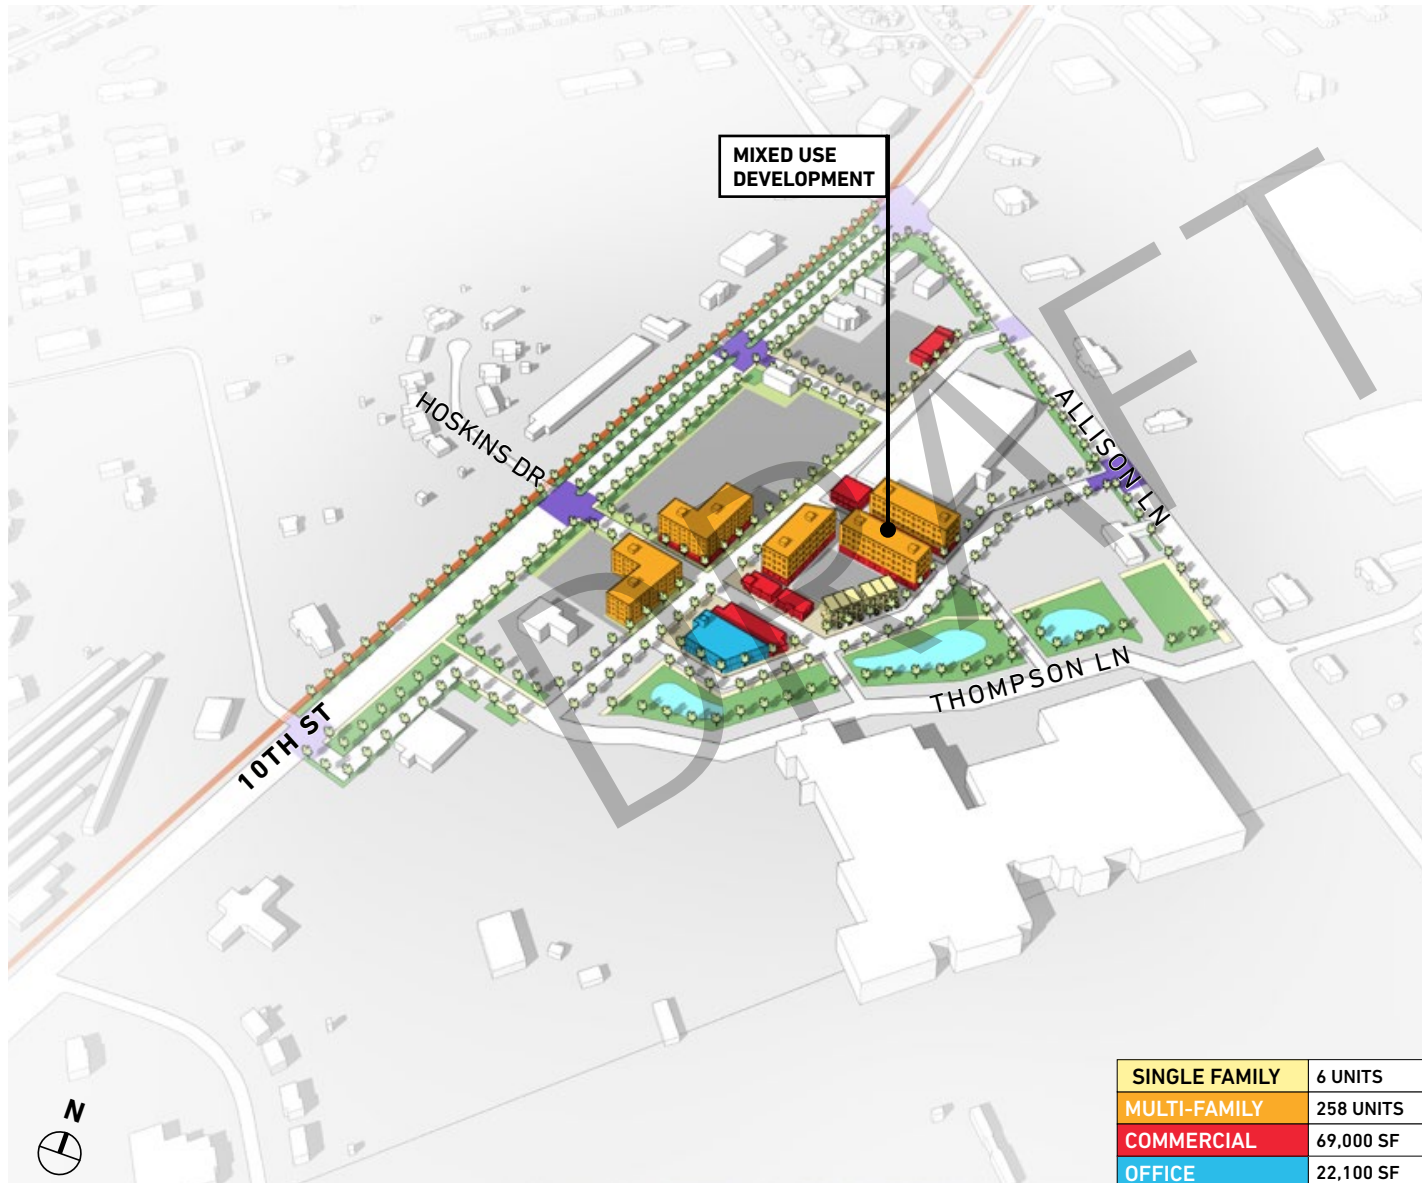 MIXED USE
DEVELOPMENT
HOSKINS DR
ALLISON LN
DRAFT
THOMPSON LN
10TH ST
N
SINGLE FAMILY 6 UNITS
MULTI-FAMILY 258 UNITS
COMMERCIAL 69,000 SF
OFFICE 22,100 SF